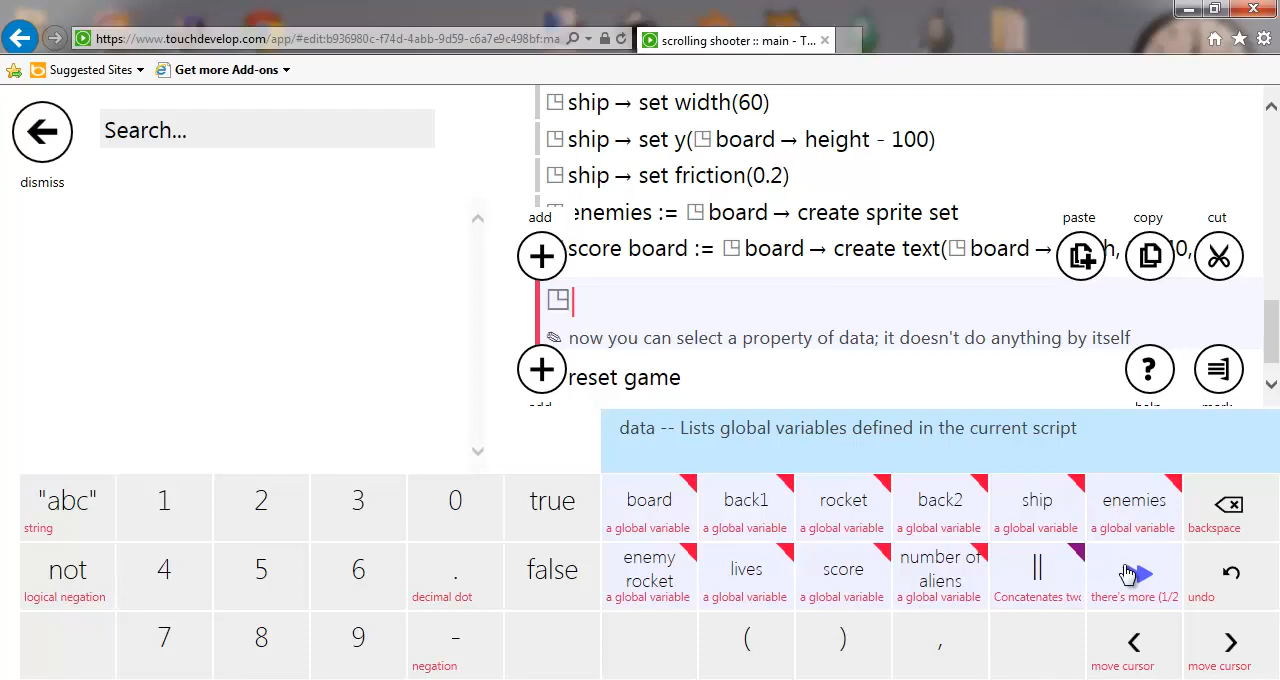 https://www.touchdevelop.com/app/#edit:b936980c-f74d-4abb-9d59-c6a7e9c498bf:ma
scrolling shooter :: main - T...
Suggested Sites
Get more Add-ons
Search...
dismiss
ship → set width(60)
ship → set y(board → height - 100)
ship → set friction(0.2)
enemies := board → create sprite set
add
paste
copy
cut
score board := board → create text(board →
now you can select a property of data; it doesn't do anything by itself
reset game
data -- Lists global variables defined in the current script
"abc" 1 2 3 0 true board back1 rocket back2 ship enemies
string a global variable a global variable a global variable a global variable a global variable a global variable backspace
not 4 5 6 . false enemy rocket lives score number of aliens ||
logical negation decimal dot a global variable a global variable a global variable a global variable Concatenates two there's more (1/2 undo
7 8 9 - ( ) , < >
negation move cursor move cursor